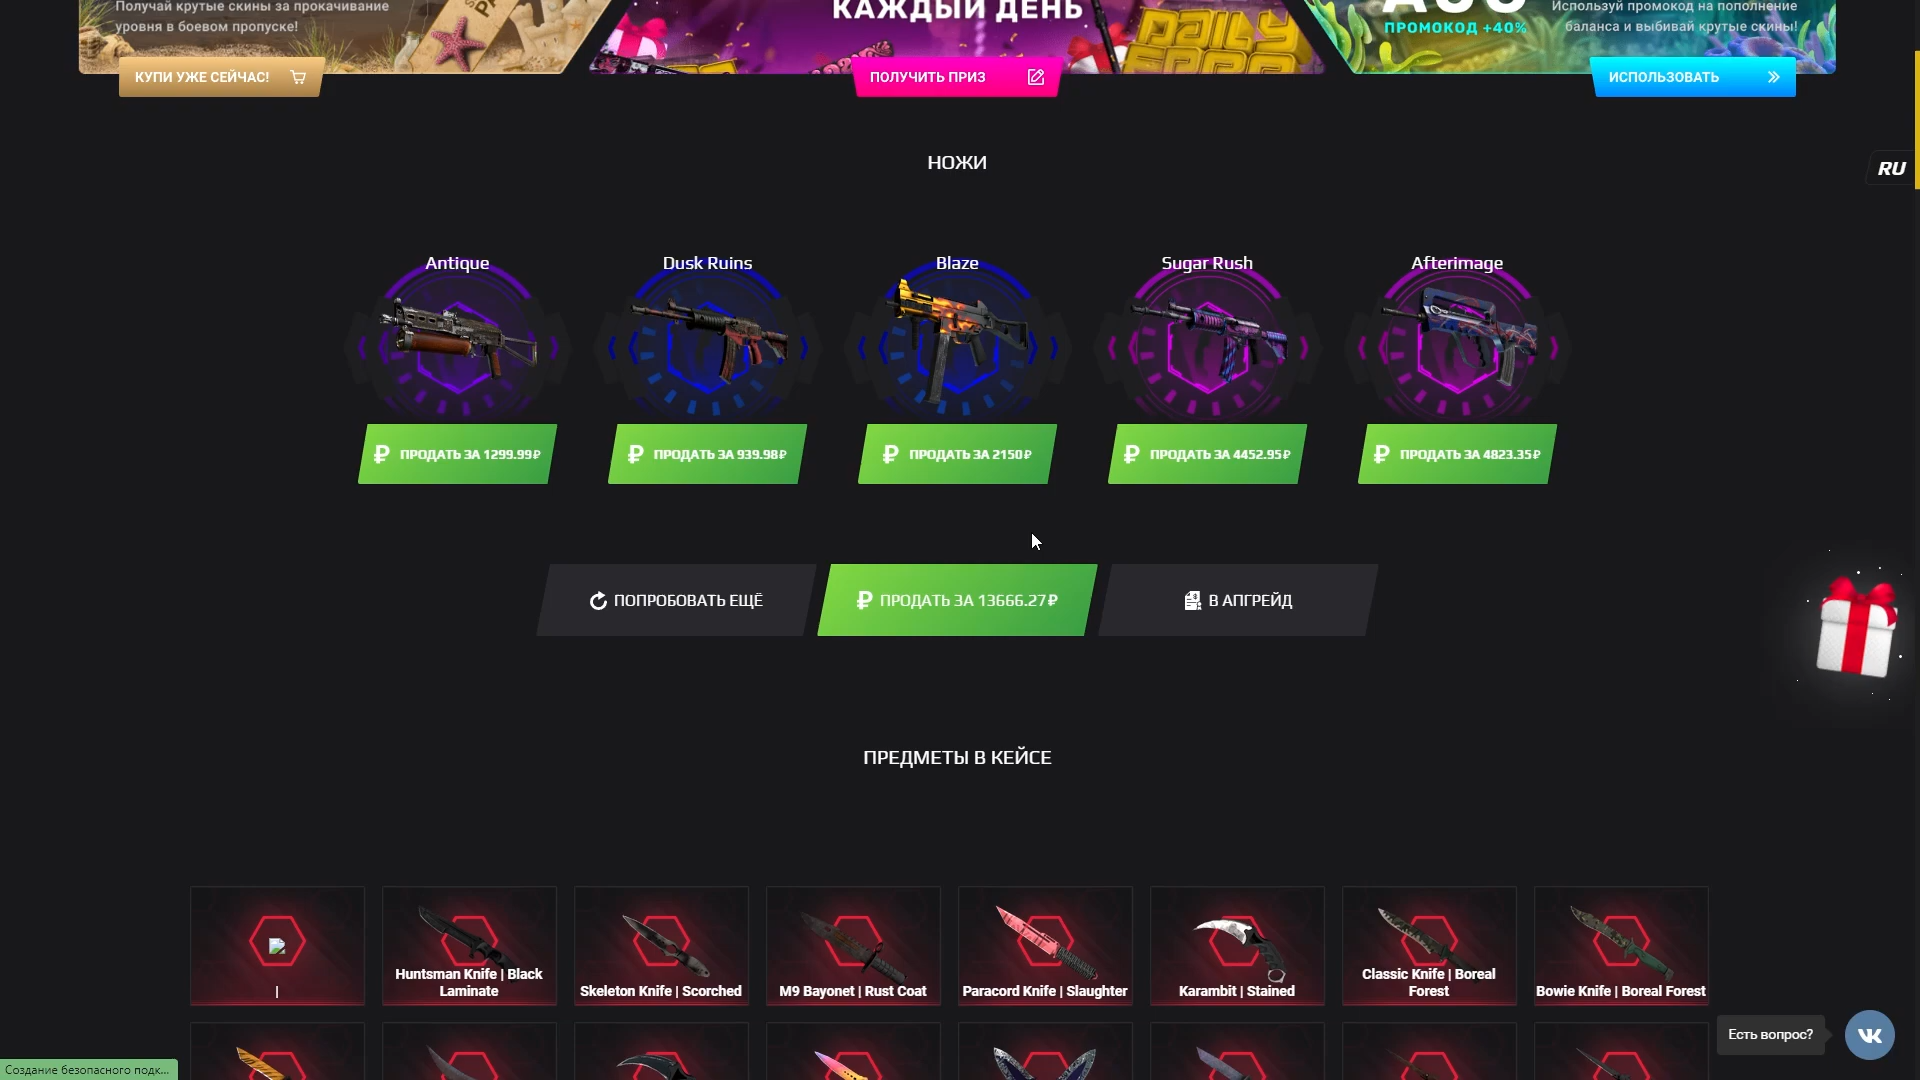 Получай крутые скины за прокачивание
уровня в боевом пропуске!
КУПИ УЖЕ СЕЙЧАС!
КАЖДЫЙ ДЕНЬ
ПОЛУЧИТЬ ПРИЗ
ПРОМОКОД +40%
Используй промокод на пополнение
баланса и выбивай крутые скины!
ИСПОЛЬЗОВАТЬ
RU
НОЖИ
Antique
Dusk Ruins
Blaze
Sugar Rush
Afterimage
₽ ПРОДАТЬ ЗА 1299.99₽
₽ ПРОДАТЬ ЗА 939.98₽
₽ ПРОДАТЬ ЗА 2150₽
₽ ПРОДАТЬ ЗА 4452.95₽
₽ ПРОДАТЬ ЗА 4823.35₽
ПОПРОБОВАТЬ ЕЩЁ
₽ ПРОДАТЬ ЗА 13666.27₽
В АПГРЕЙД
ПРЕДМЕТЫ В КЕЙСЕ
|
Huntsman Knife | Black
Laminate
Skeleton Knife | Scorched
M9 Bayonet | Rust Coat
Paracord Knife | Slaughter
Karambit | Stained
Classic Knife | Boreal
Forest
Bowie Knife | Boreal Forest
Есть вопрос?
Создание безопасного подк...